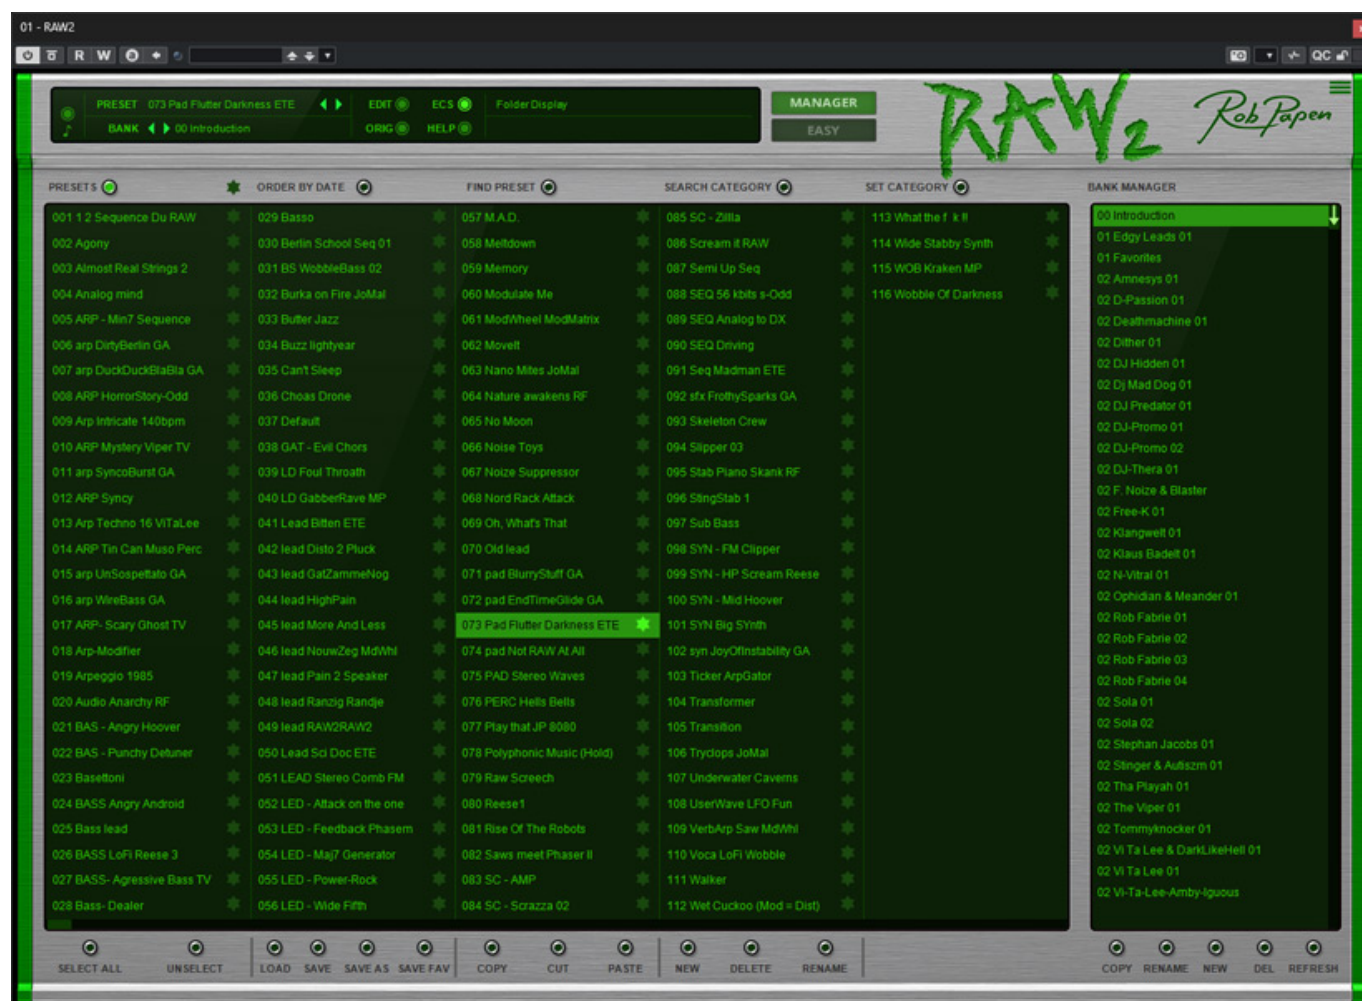 01 - RAW2
R W QC
PRESET 073 Pad Flutter Darkness ETE EDIT ECS Folder Display
BANK 00 Introduction ORIG HELP
MANAGER
EASY
RAW2
Rob Papen
PRESETS ORDER BY DATE FIND PRESET SEARCH CATEGORY SET CATEGORY BANK MANAGER
001 1 2 Sequence Du RAW
002 Agony
003 Almost Real Strings 2
004 Analog mind
005 ARP - Min7 Sequence
006 arp DirtyBerlin GA
007 arp DuckDuckBlaBla GA
008 ARP HorrorStory-Odd
009 Arp Intricate 140bpm
010 ARP Mystery Viper TV
011 arp SyncoBurst GA
012 ARP Syncy
013 Arp Techno 16 ViTaLee
014 ARP Tin Can Muso Perc
015 arp UnSospettato GA
016 arp WireBass GA
017 ARP- Scary Ghost TV
018 Arp-Modifier
019 Arpeggio 1985
020 Audio Anarchy RF
021 BAS - Angry Hoover
022 BAS - Punchy Detuner
023 Basettoni
024 BASS Angry Android
025 Bass lead
026 BASS LoFi Reese 3
027 BASS- Agressive Bass TV
028 Bass- Dealer
029 Basso
030 Berlin School Seq 01
031 BS WobbleBass 02
032 Burka on Fire JoMal
033 Butter Jazz
034 Buzz lightyear
035 Can't Sleep
036 Choas Drone
037 Default
038 GAT - Evil Chors
039 LD Foul Throath
040 LD GabberRave MP
041 Lead Bitten ETE
042 lead Disto 2 Pluck
043 lead GatZammeNog
044 lead HighPain
045 lead More And Less
046 lead NouwZeg MdWhl
047 lead Pain 2 Speaker
048 lead Ranzig Randje
049 lead RAW2RAW2
050 Lead Sci Doc ETE
051 LEAD Stereo Comb FM
052 LED - Attack on the one
053 LED - Feedback Phasem
054 LED - Maj7 Generator
055 LED - Power-Rock
056 LED - Wide Fifth
057 M.A.D.
058 Meltdown
059 Memory
060 Modulate Me
061 ModWheel ModMatrix
062 MoveIt
063 Nano Mites JoMal
064 Nature awakens RF
065 No Moon
066 Noise Toys
067 Noize Suppressor
068 Nord Rack Attack
069 Oh, What's That
070 Old lead
071 pad BlurryStuff GA
072 pad EndTimeGlide GA
073 Pad Flutter Darkness ETE
074 pad Not RAW At All
075 PAD Stereo Waves
076 PERC Hells Bells
077 Play that JP 8080
078 Polyphonic Music (Hold)
079 Raw Screech
080 Reese1
081 Rise Of The Robots
082 Saws meet Phaser II
083 SC - AMP
084 SC - Scrazza 02
085 SC - Zillla
086 Scream it RAW
087 Semi Up Seq
088 SEQ 56 kbits s-Odd
089 SEQ Analog to DX
090 SEQ Driving
091 Seq Madman ETE
092 sfx FrothySparks GA
093 Skeleton Crew
094 Slipper 03
095 Stab Piano Skank RF
096 StingStab 1
097 Sub Bass
098 SYN - FM Clipper
099 SYN - HP Scream Reese
100 SYN - Mid Hoover
101 SYN Big SYnth
102 syn JoyOfInstability GA
103 Ticker ArpGator
104 Transformer
105 Transition
106 Tryclops JoMal
107 Underwater Caverns
108 UserWave LFO Fun
109 VerbArp Saw MdWhl
110 Voca LoFi Wobble
111 Walker
112 Wet Cuckoo (Mod = Dist)
113 What the f k !!
114 Wide Stabby Synth
115 WOB Kraken MP
116 Wobble Of Darkness
00 Introduction
01 Edgy Leads 01
01 Favorites
02 Amnesys 01
02 D-Passion 01
02 Deathmachine 01
02 Dither 01
02 DJ Hidden 01
02 Dj Mad Dog 01
02 DJ Predator 01
02 DJ-Promo 01
02 DJ-Promo 02
02 DJ-Thera 01
02 F. Noize & Blaster
02 Free-K 01
02 Klangwelt 01
02 Klaus Badelt 01
02 N-Vitral 01
02 Ophidian & Meander 01
02 Rob Fabrie 01
02 Rob Fabrie 02
02 Rob Fabrie 03
02 Rob Fabrie 04
02 Sola 01
02 Sola 02
02 Stephan Jacobs 01
02 Stinger & Autiszm 01
02 Tha Playah 01
02 The Viper 01
02 Tommyknocker 01
02 Vi Ta Lee & DarkLikeHell 01
02 Vi Ta Lee 01
02 Vi-Ta-Lee-Amby-Iguous
SELECT ALL UNSELECT LOAD SAVE SAVE AS SAVE FAV COPY CUT PASTE NEW DELETE RENAME COPY RENAME NEW DEL REFRESH